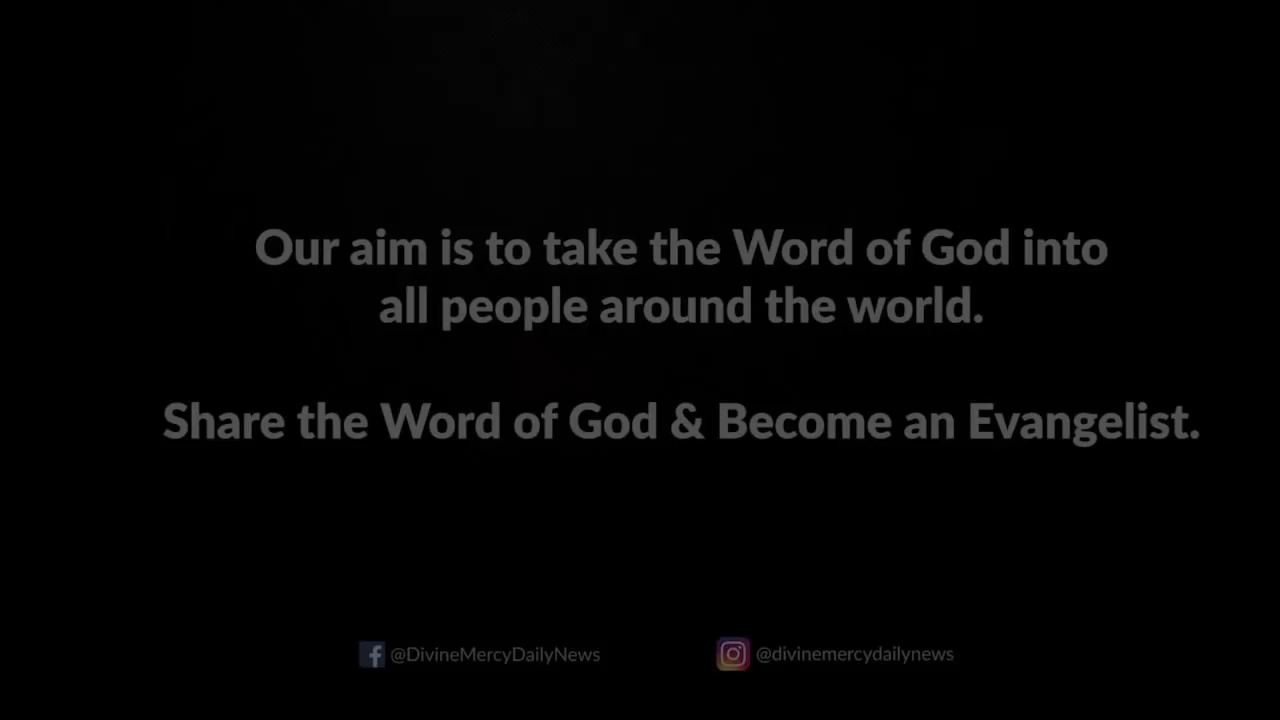 Our aim is to take the Word of God into
all people around the world.
Share the Word of God & Become an Evangelist.
@DivineMercyDailyNews
@divinemercydailynews